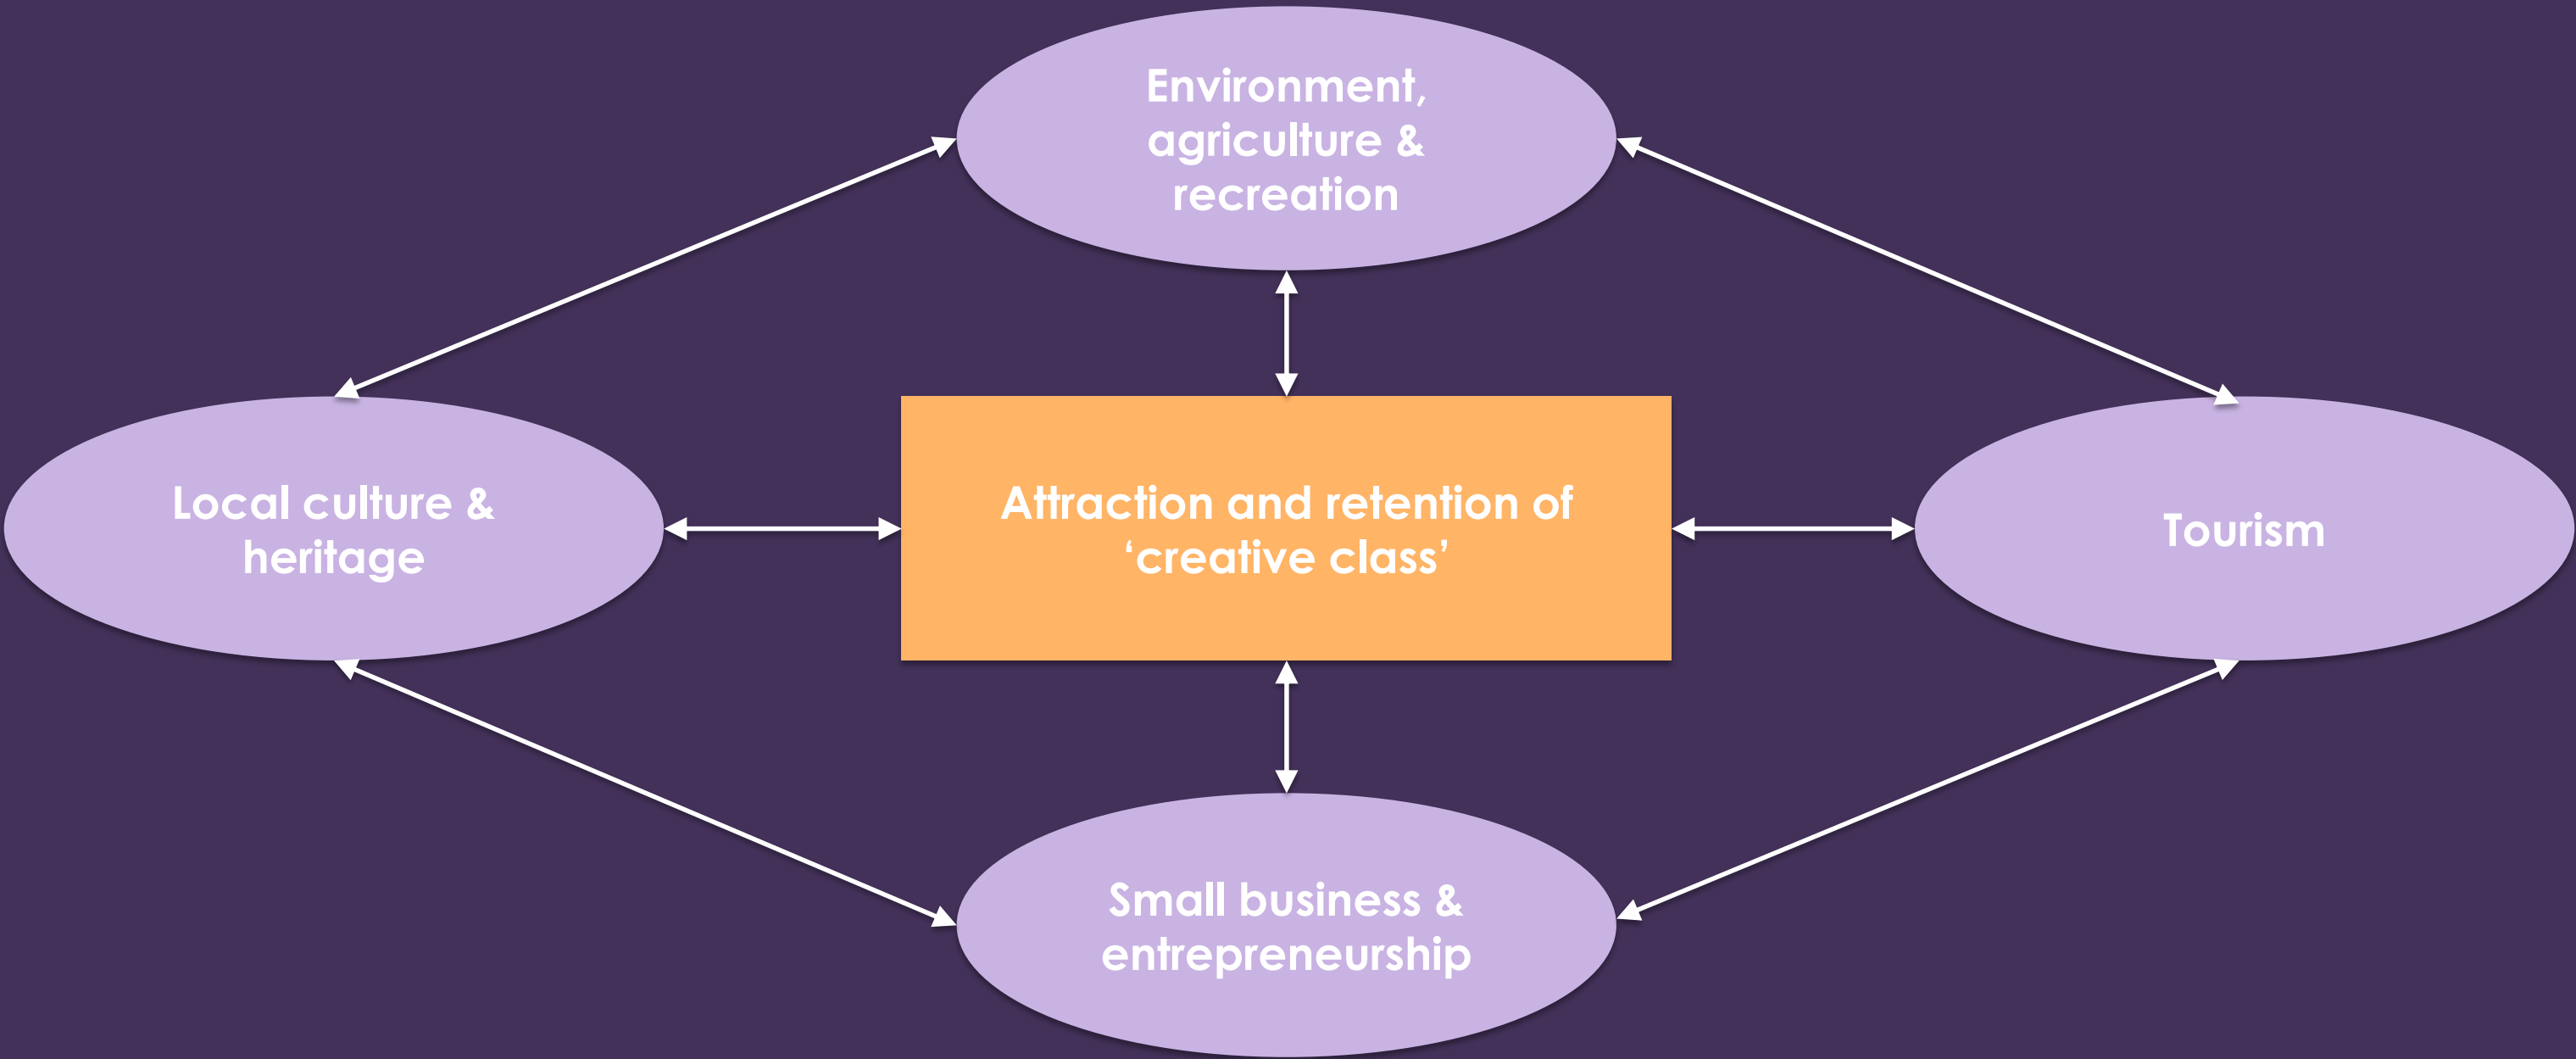 Environment,
agriculture &
recreation
Local culture &
heritage
Attraction and retention of
‘creative class’
Tourism
Small business &
entrepreneurship